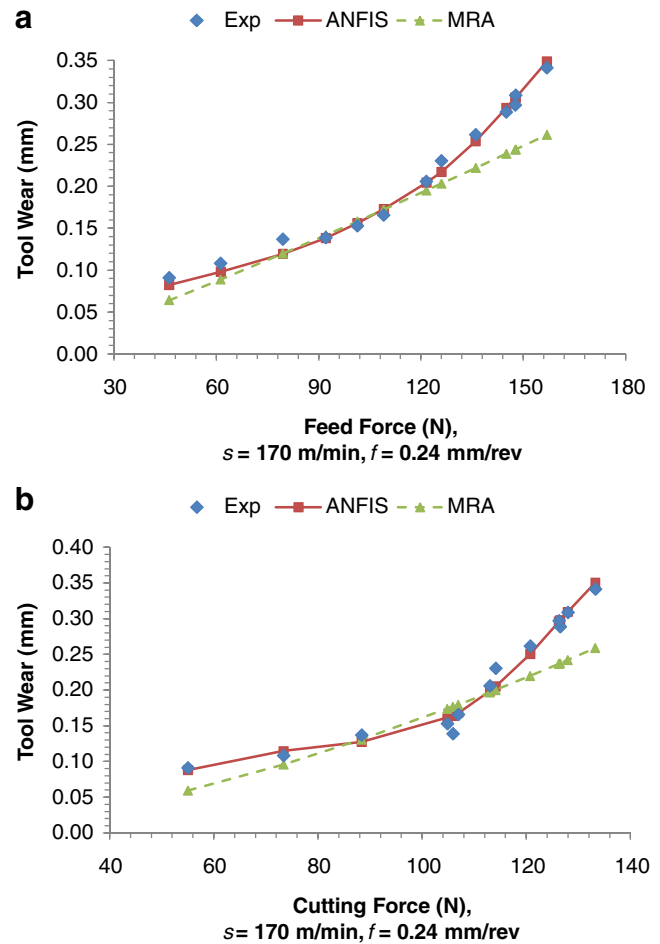 a
Exp ANFIS MRA
0.35
0.30
0.25
0.20
0.15
0.10
0.05
0.00
Tool Wear (mm)
30 60 90 120 150 180
Feed Force (N),
s = 170 m/min, f = 0.24 mm/rev
b
Exp ANFIS MRA
0.40
0.35
0.30
0.25
0.20
0.15
0.10
0.05
0.00
Tool Wear (mm)
40 60 80 100 120 140
Cutting Force (N),
s = 170 m/min, f = 0.24 mm/rev